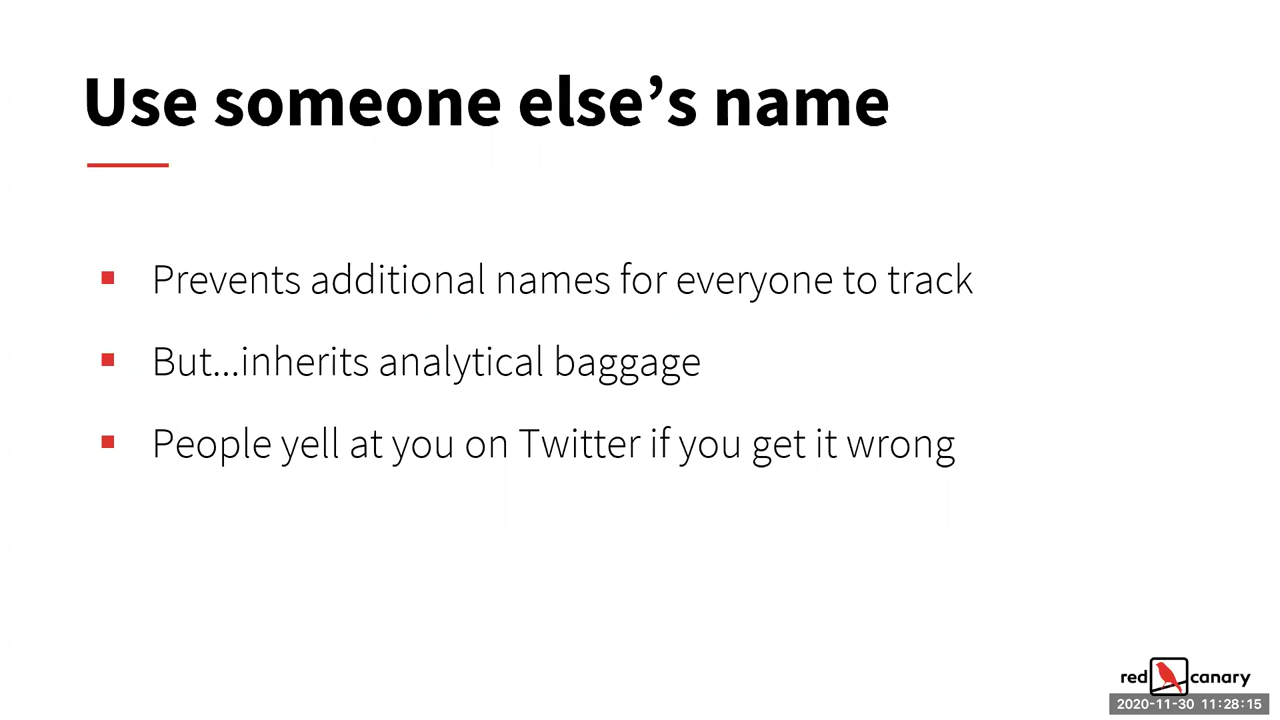 Use someone else’s name
Prevents additional names for everyone to track
But...inherits analytical baggage
People yell at you on Twitter if you get it wrong
red canary
2020-11-30 11:28:15